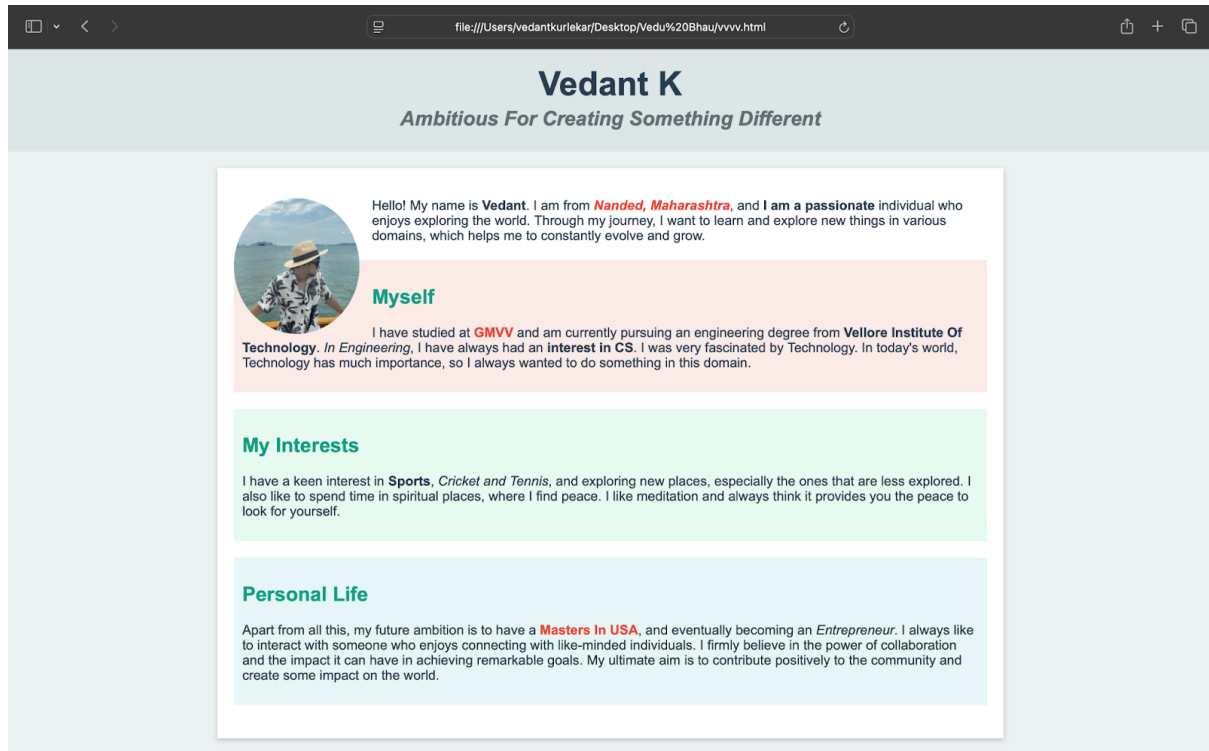 file:///Users/vedantkurlekar/Desktop/Vedu%20Bhau/vvvv.html
Vedant K
Ambitious For Creating Something Different
Hello! My name is Vedant. I am from Nanded, Maharashtra, and I am a passionate individual who
enjoys exploring the world. Through my journey, I want to learn and explore new things in various
domains, which helps me to constantly evolve and grow.
Myself
I have studied at GMVV and am currently pursuing an engineering degree from Vellore Institute Of
Technology. In Engineering, I have always had an interest in CS. I was very fascinated by Technology. In today's world,
Technology has much importance, so I always wanted to do something in this domain.
My Interests
I have a keen interest in Sports, Cricket and Tennis, and exploring new places, especially the ones that are less explored. I
also like to spend time in spiritual places, where I find peace. I like meditation and always think it provides you the peace to
look for yourself.
Personal Life
Apart from all this, my future ambition is to have a Masters In USA, and eventually becoming an Entrepreneur. I always like
to interact with someone who enjoys connecting with like-minded individuals. I firmly believe in the power of collaboration
and the impact it can have in achieving remarkable goals. My ultimate aim is to contribute positively to the community and
create some impact on the world.